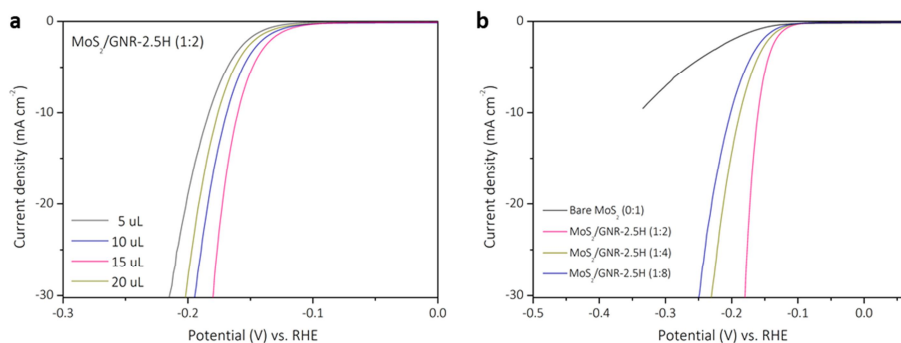 a
MoS2/GNR-2.5H (1:2)
Current density (mA cm-2)
0
-10
-20
-30
5 uL
10 uL
15 uL
20 uL
-0.3
-0.2
-0.1
0.0
Potential (V) vs. RHE
b
Current density (mA cm-2)
0
-10
-20
-30
Bare MoS2 (0:1)
MoS2/GNR-2.5H (1:2)
MoS2/GNR-2.5H (1:4)
MoS2/GNR-2.5H (1:8)
-0.5
-0.4
-0.3
-0.2
-0.1
0.0
Potential (V) vs. RHE